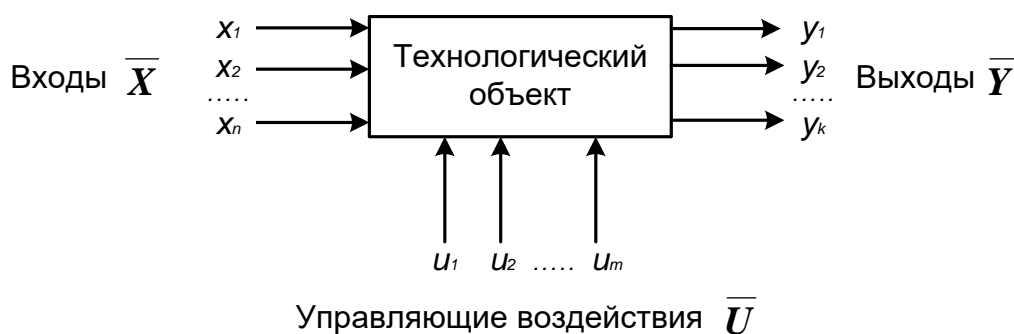 x1 Технологический y1
Входы X x2 объект y2 Выходы Y
..... .....
xn yk
u1 u2 ..... um
Управляющие воздействия U